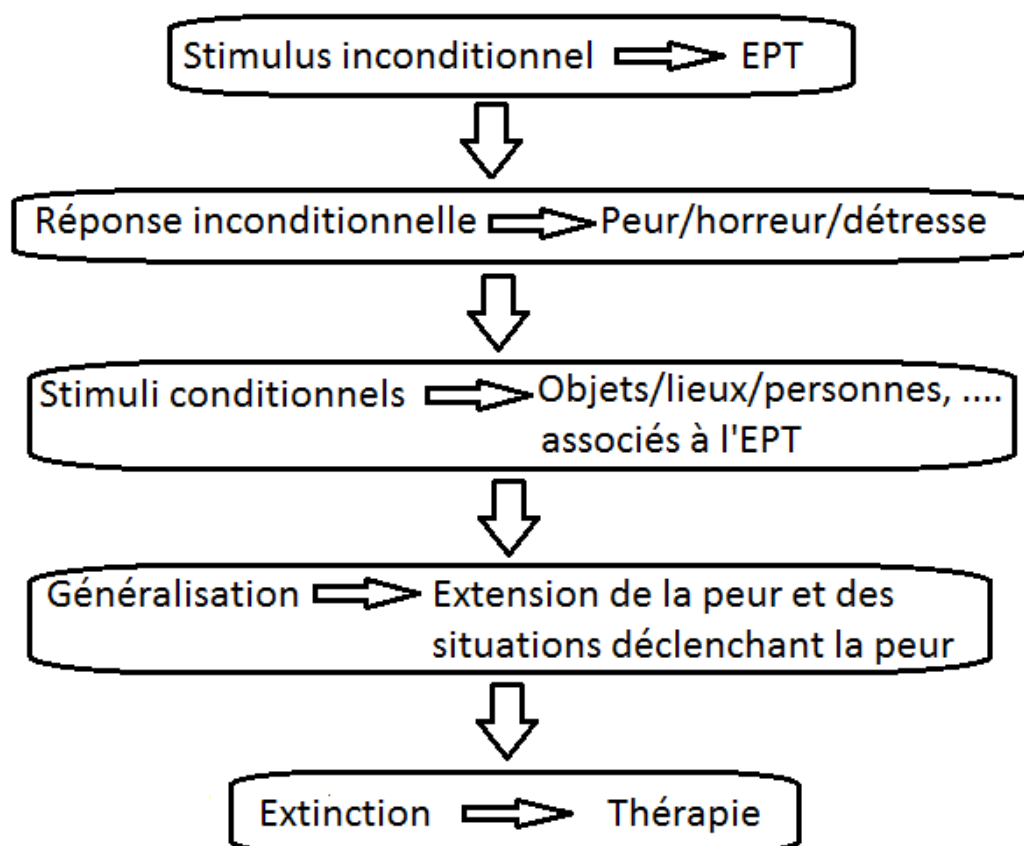 Stimulus inconditionnel EPT
Réponse inconditionnelle Peur/horreur/détresse
Stimuli conditionnels Objets/lieux/personnes, ....
associés à l'EPT
Généralisation Extension de la peur et des
situations déclenchant la peur
Extinction Thérapie